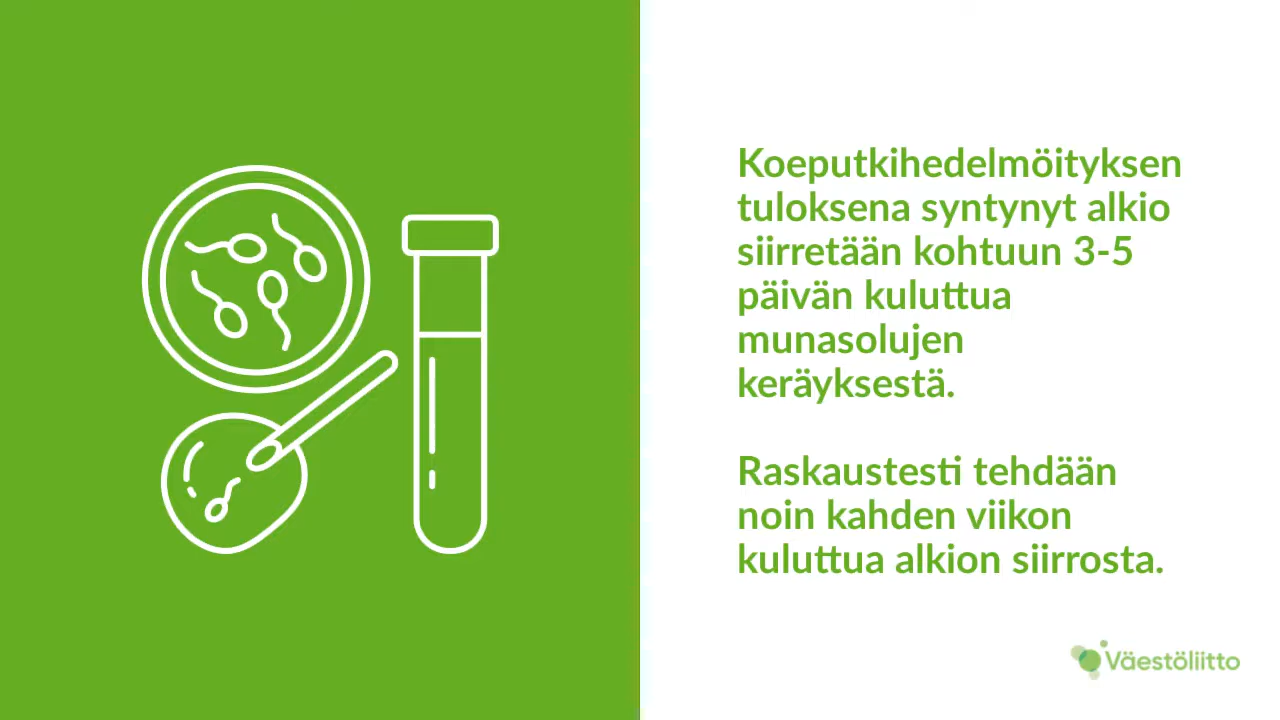 Koeputkihedelmöityksen
tuloksena syntynyt alkio
siirretään kohtuun 3-5
päivän kuluttua
munasolujen
keräyksestä.
Raskaustesti tehdään
noin kahden viikon
kuluttua alkion siirrosta.
Väestöliitto